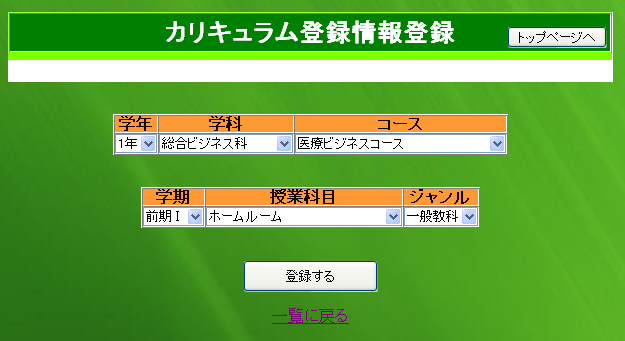 カリキュラム登録情報登録
トップページへ
学年 学科 コース
1年 総合ビジネス科 医療ビジネスコース
学期 授業科目 ジャンル
前期Ⅰ ホームルーム 一般教科
登録する
一覧に戻る